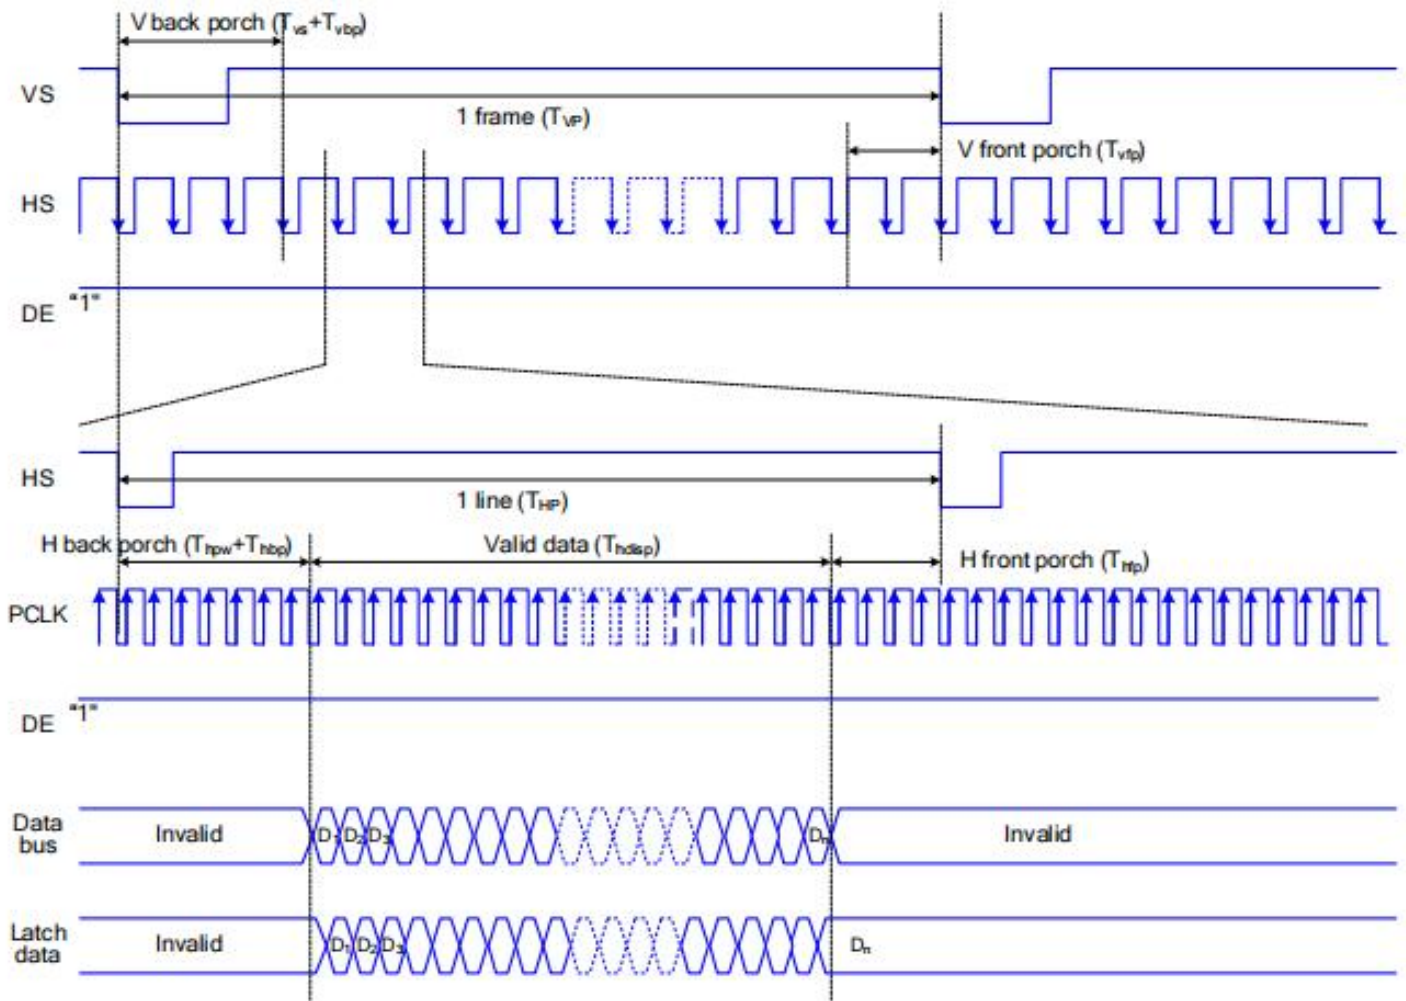 V back porch (Tvs+Tvbp)
VS
1 frame (TVP)
V front porch (Tvfp)
HS
DE "1"
HS
1 line (THP)
H back porch (Thpw+Thbp)
Valid data (Thdisp)
H front porch (Thfp)
PCLK
DE "1"
Data
bus
Invalid
D1 D2 D3
Dn
Invalid
Latch
data
Invalid
D1 D2 D3
Dn